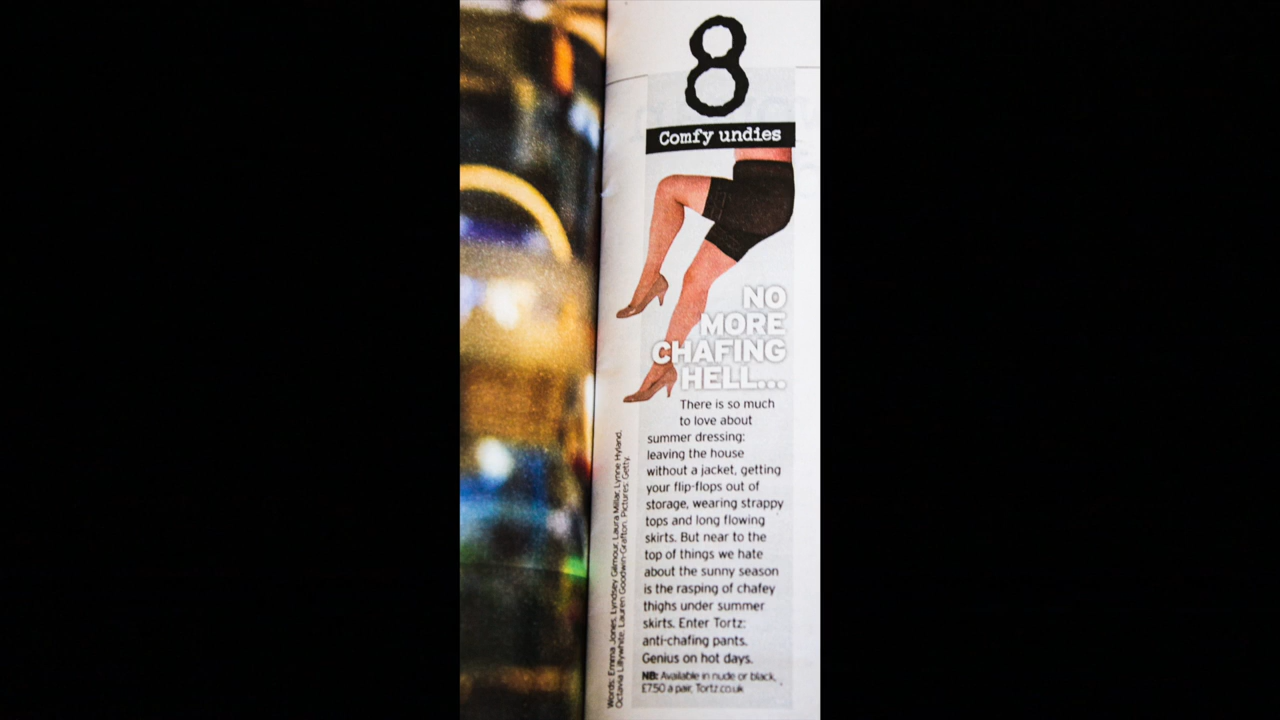 8
Comfy undies
NO
MORE
CHAFING
HELL...
There is so much
to love about
summer dressing:
leaving the house
without a jacket, getting
your flip-flops out of
storage, wearing strappy
tops and long flowing
skirts. But near to the
top of things we hate
about the sunny season
is the rasping of chafey
thighs under summer
skirts. Enter Tortz:
anti-chafing pants.
Genius on hot days.
NB: Available in nude or black,
£7.50 a pair, Tortz.co.uk
Words: Emma Jones, Lyndsey Gilmour, Laura Millar, Lynne Hyland,
Octavia Lillywhite, Lauren Goodwin-Grafton. Pictures: Getty.